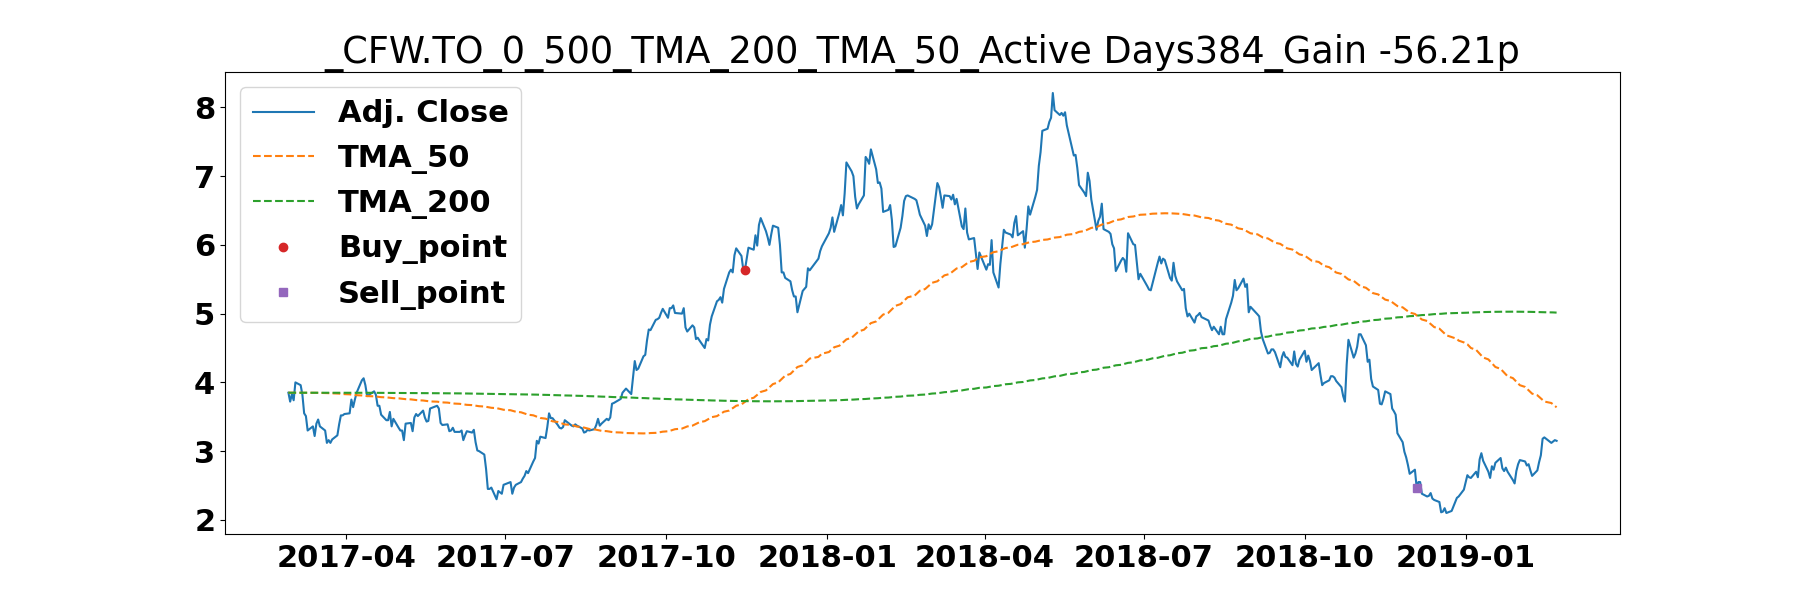 _CFW.TO_0_500_TMA_200_TMA_50_Active Days384_Gain -56.21p
Adj. Close
TMA_50
TMA_200
Buy_point
Sell_point
8
7
6
5
4
3
2
2017-04 2017-07 2017-10 2018-01 2018-04 2018-07 2018-10 2019-01